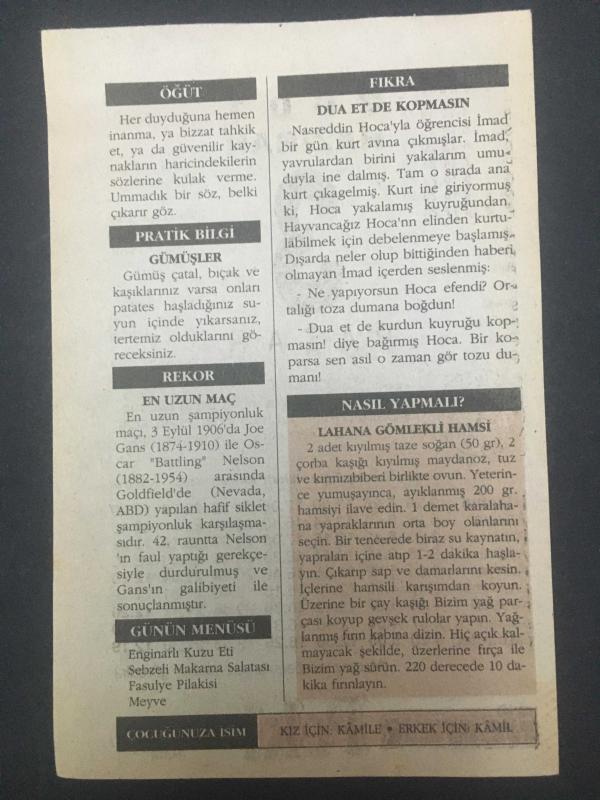 ÖĞÜT
Her duyduğuna hemen
inanma, ya bizzat tahkik
et, ya da güvenilir kay-
nakların haricindekilerin
sözlerine kulak verme.
Ummadık bir söz, belki
çıkarır göz.
PRATİK BİLGİ
GÜMÜŞLER
Gümüş çatal, bıçak ve
kaşıklarınız varsa onları
patates haşladığınız su-
yun içinde yıkarsanız,
tertemiz olduklarını gö-
receksiniz.
REKOR
EN UZUN MAÇ
En uzun şampiyonluk
maçı, 3 Eylül 1906'da Joe
Gans (1874-1910) ile Os-
car "Battling" Nelson
(1882-1954) arasında
Goldfield'de (Nevada,
ABD) yapılan hafif siklet
şampiyonluk karşılaşma-
sıdır. 42. rauntta Nelson
'ın faul yaptığı gerekçe-
siyle durdurulmuş ve
Gans'ın galibiyeti ile
sonuçlanmıştır.
GÜNÜN MENÜSÜ
Enginarlı Kuzu Eti
Sebzeli Makarna Salatası
Fasulye Pilakisi
Meyve
FIKRA
DUA ET DE KOPMASIN
Nasreddin Hoca'yla öğrencisi İmad
bir gün kurt avına çıkmışlar. İmad,
yavrulardan birini yakalarım umu-
duyla ine dalmış. Tam o sırada ana
kurt çıkagelmiş. Kurt ine giriyormuş
ki, Hoca yakalamış kuyruğundan.
Hayvancağız Hoca'nn elinden kurtu-
labilmek için debelenmeye başlamış.
Dışarda neler olup bittiğinden haberi
olmayan İmad içerden seslenmiş:
- Ne yapıyorsun Hoca efendi? Or-
talığı toza dumana boğdun!
- Dua et de kurdun kuyruğu kop-
masın! diye bağırmış Hoca. Bir ko-
parsa sen asıl o zaman gör tozu du-
manı!
NASIL YAPMALI?
LAHANA GÖMLEKLİ HAMSİ
2 adet kıyılmış taze soğan (50 gr), 2
çorba kaşığı kıyılmış maydanoz, tuz
ve kırmızıbiberi birlikte ovun. Yeterin-
ce yumuşayınca, ayıklanmış 200 gr.
hamsiyi ilave edin. 1 demet karalaha-
na yapraklarının orta boy olanlarını
seçin. Bir tencerede biraz su kaynatın,
yapraları içine atıp 1-2 dakika haşla-
yın. Çıkarıp sap ve damarlarını kesin.
İçlerine hamsili karışımdan koyun.
Üzerine bir çay kaşığı Bizim yağ par-
çası koyup gevşek rulolar yapın. Yağ-
lanmış fırın kabına dizin. Hiç açık kal-
mayacak şekilde, üzerlerine fırça ile
Bizim yağ sürün. 220 derecede 10 da-
kika fırınlayın.
ÇOCUĞUNUZA İSİM
KIZ İÇİN: KÂMİLE • ERKEK İÇİN: KÂMİL